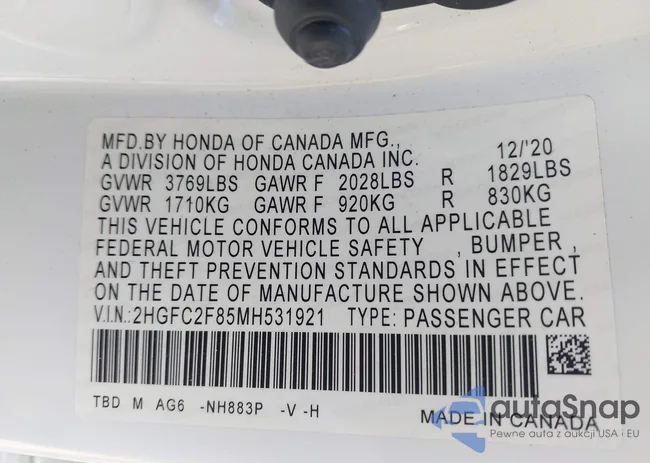 MFD.BY HONDA OF CANADA MFG.,
A DIVISION OF HONDA CANADA INC. 12/'20
GVWR 3769LBS GAWR F 2028LBS R 1829LBS
GVWR 1710KG GAWR F 920KG R 830KG
THIS VEHICLE CONFORMS TO ALL APPLICABLE
FEDERAL MOTOR VEHICLE SAFETY , BUMPER ,
AND THEFT PREVENTION STANDARDS IN EFFECT
ON THE DATE OF MANUFACTURE SHOWN ABOVE.
V.I.N.:2HGFC2F85MH531921 TYPE: PASSENGER CAR
TBD M AG6 -NH883P -V -H MADE IN CANADA
autoSnap
Pewne auta z aukcji USA i EU